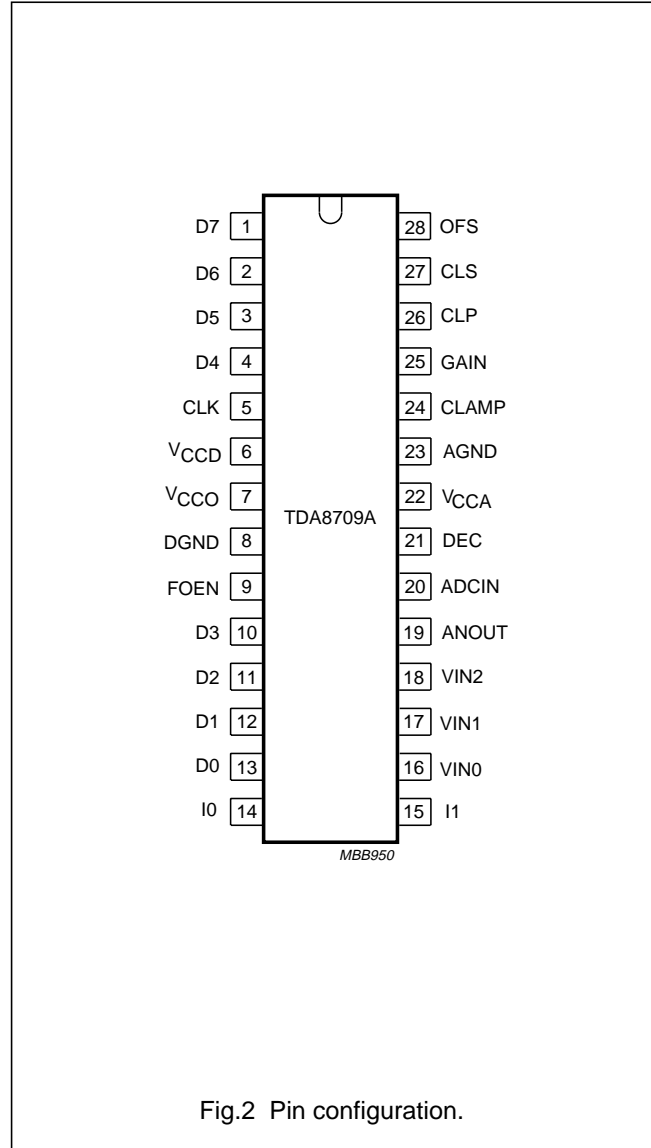 D7 1 28 OFS
D6 2 27 CLS
D5 3 26 CLP
D4 4 25 GAIN
CLK 5 24 CLAMP
VCCD 6 23 AGND
VCCO 7 22 VCCA
TDA8709A
DGND 8 21 DEC
FOEN 9 20 ADCIN
D3 10 19 ANOUT
D2 11 18 VIN2
D1 12 17 VIN1
D0 13 16 VIN0
I0 14 15 I1
MBB950
Fig.2 Pin configuration.